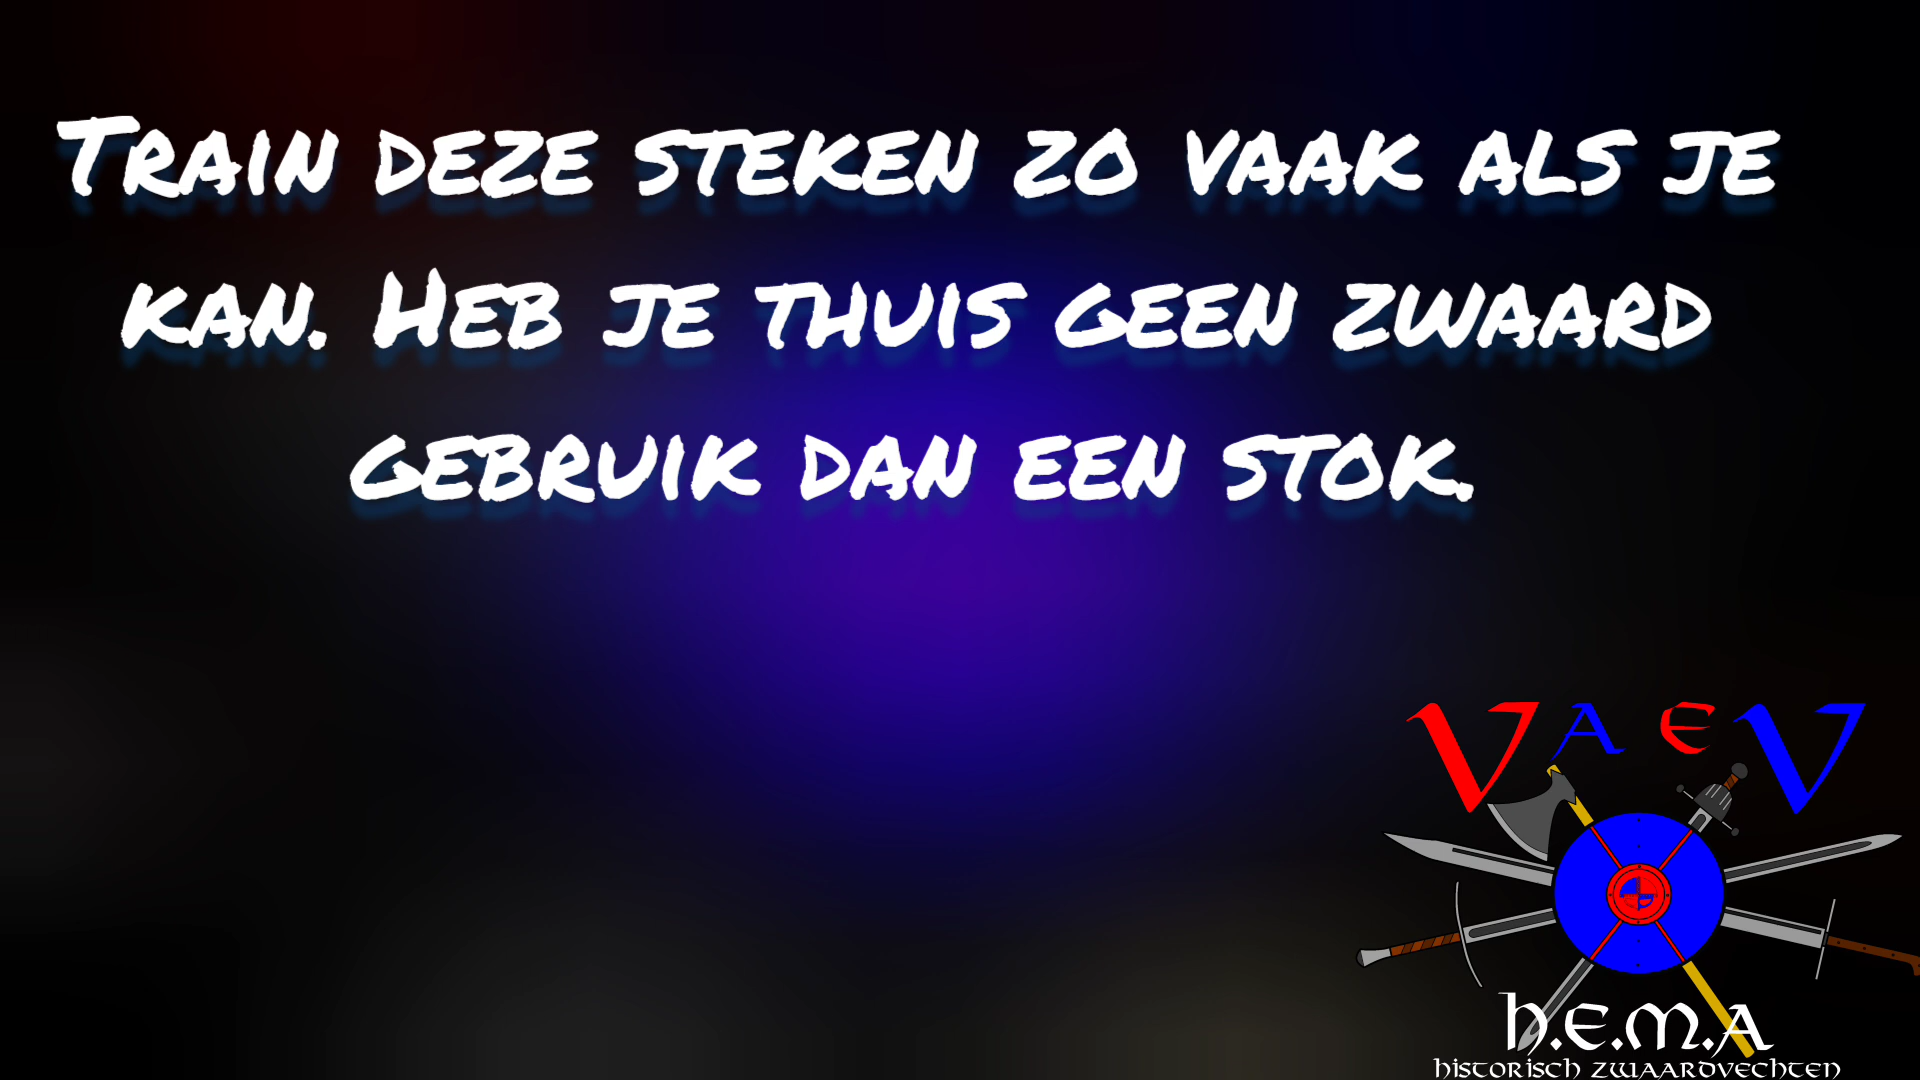 Train deze steken zo vaak als je
kan. Heb je thuis geen zwaard
gebruik dan een stok.
VAEV
H.E.M.A
historisch zwaardvechten